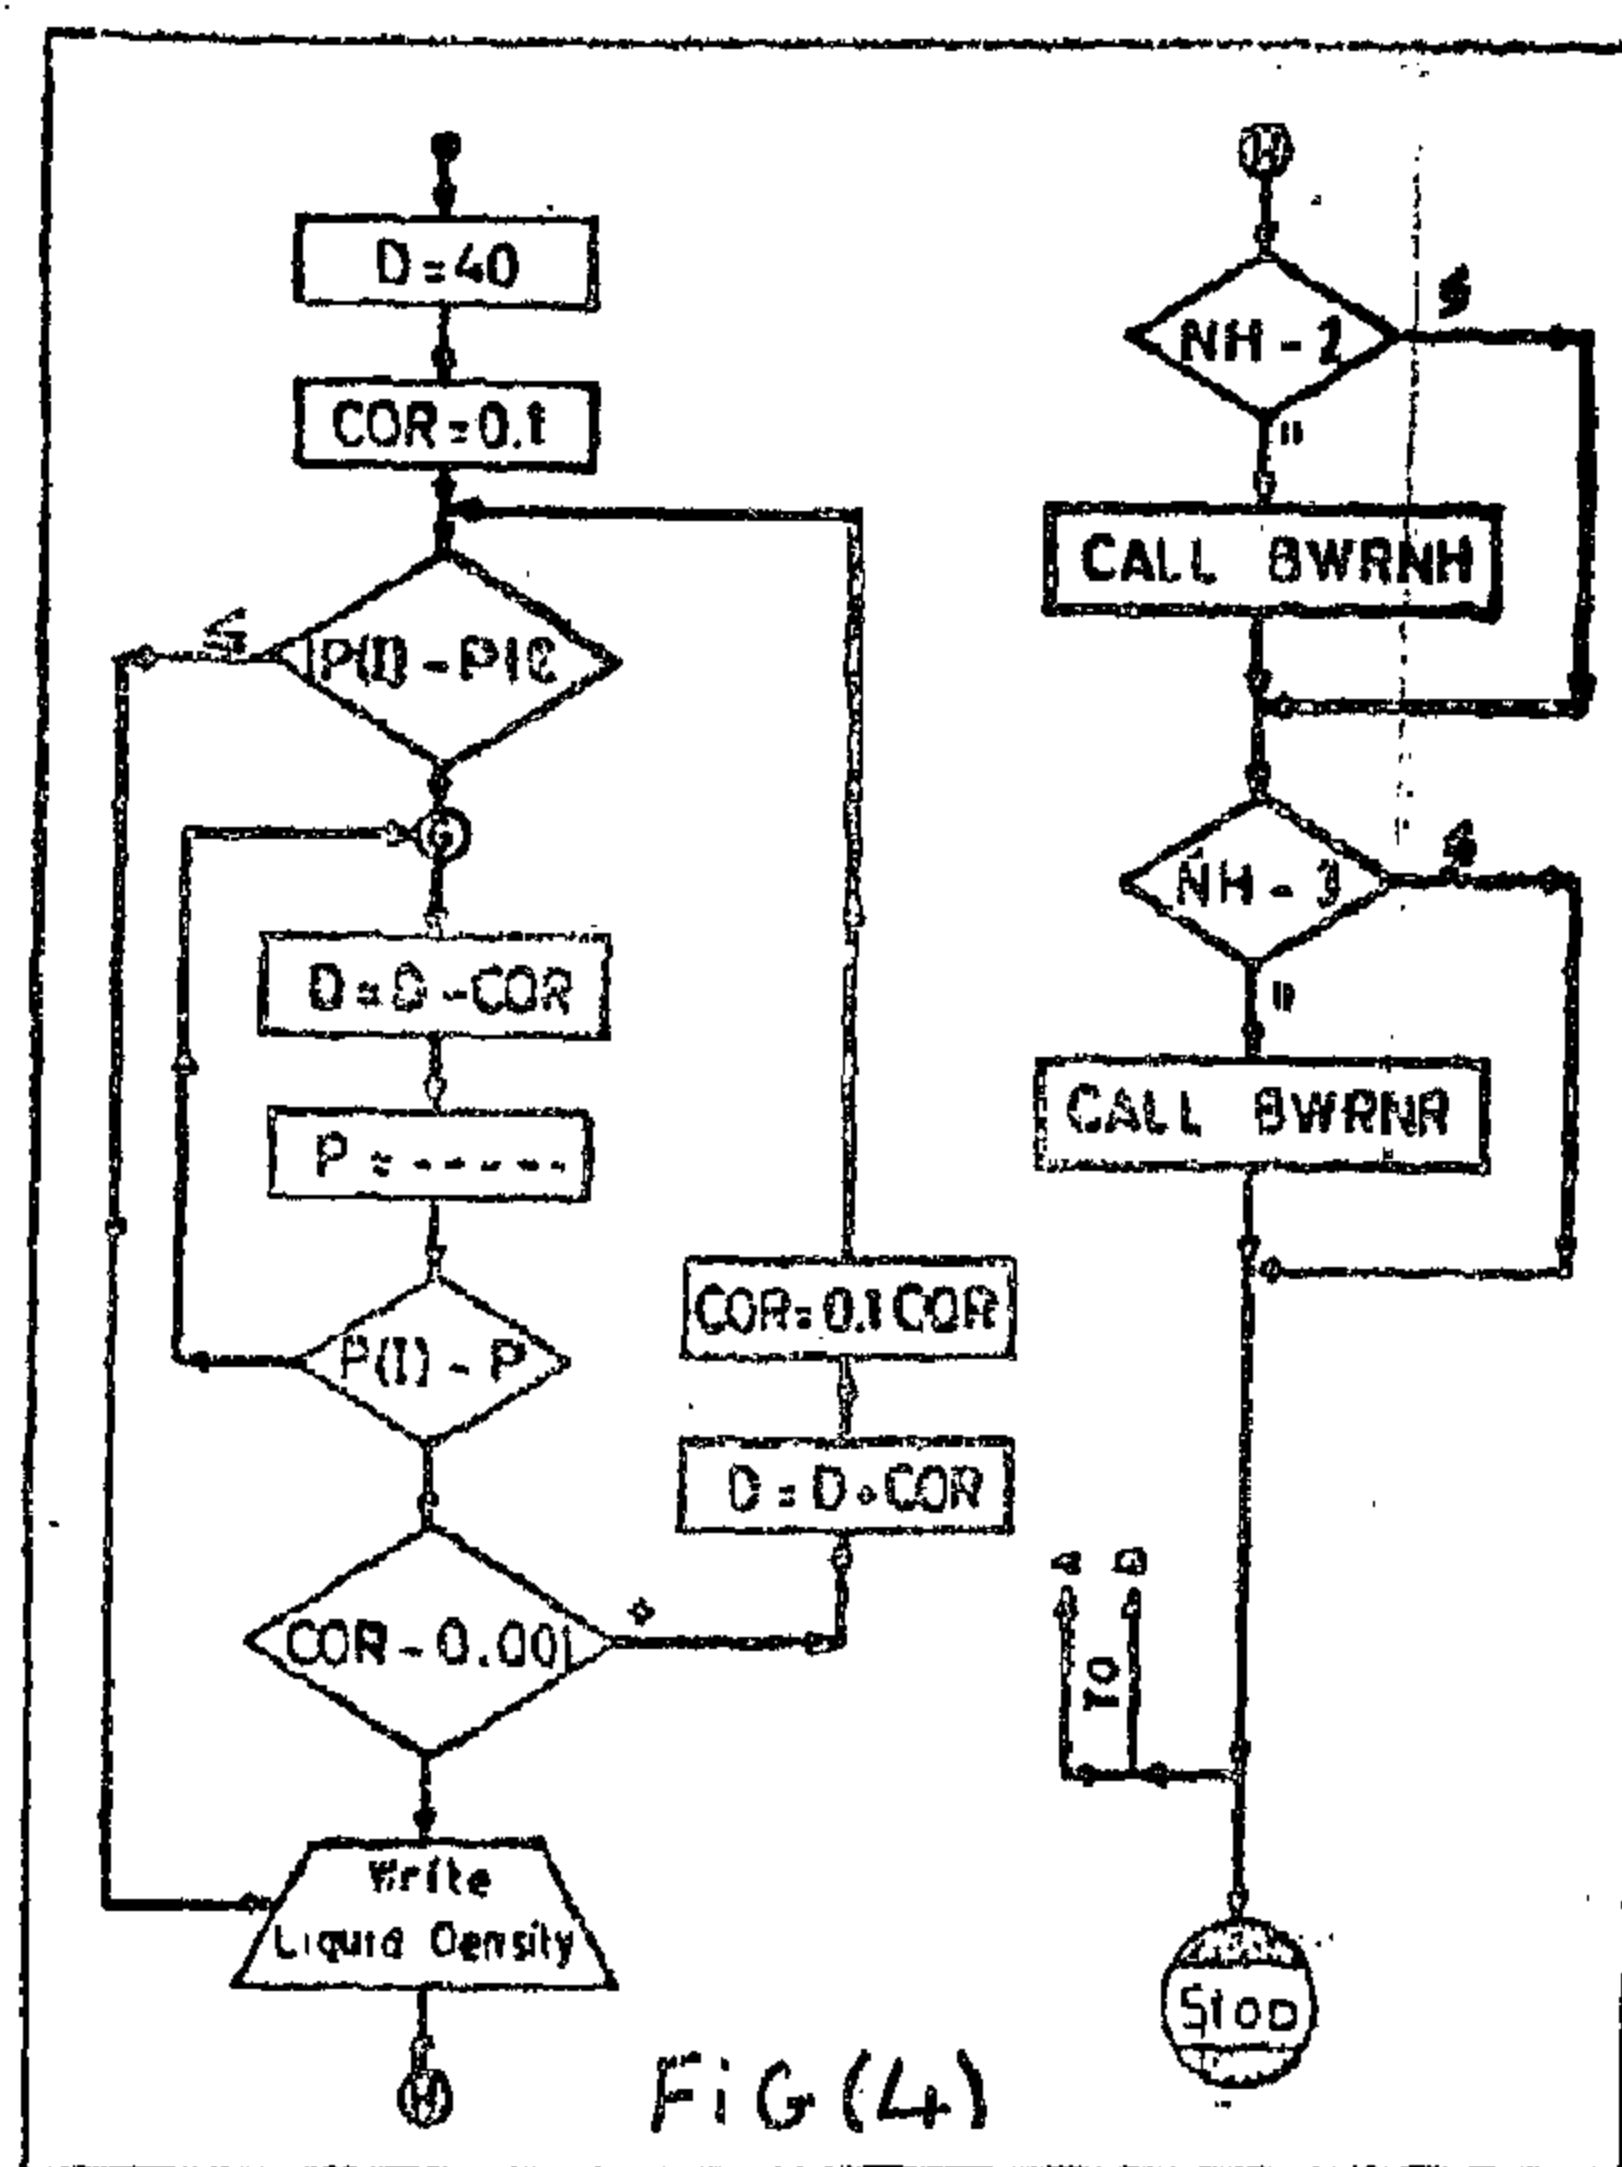 D=40
COR=0.1
≤
P(I)-P
D=D-COR
P=-----
P(I)-P
COR=0.1COR
D=D+COR
COR-0.001
+
Write
Liquid Density
H
H
NH-2
=
CALL BWRNH
NH-3
=
CALL BWRNR
TO
Stop
FiG(4)